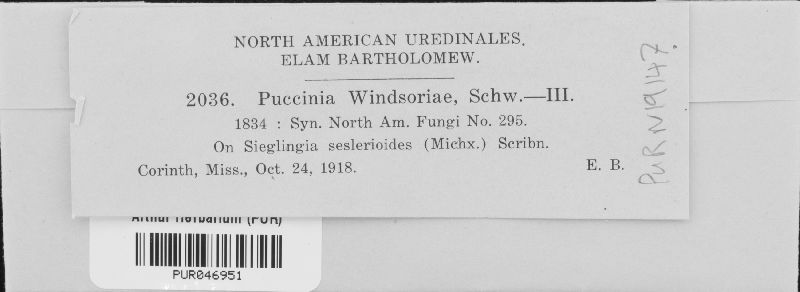 NORTH AMERICAN UREDINALES.
ELAM BARTHOLOMEW.
2036. Puccinia Windsoriae, Schw.—III.
1834 : Syn. North Am. Fungi No. 295.
On Sieglingia seslerioides (Michx.) Scribn.
Corinth, Miss., Oct. 24, 1918. E. B.
PUR N19147.
Arthur Herbarium (PUR)
PUR046951